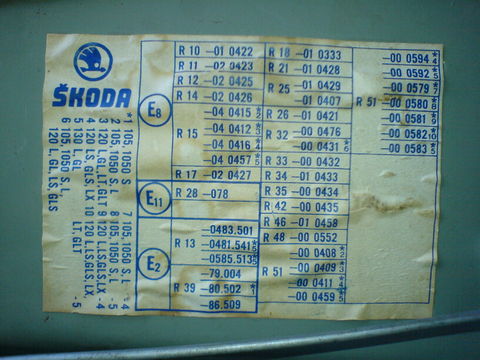 ŠKODA
E8
R 10 -01 0422
R 11 -02 0423
R 12 -02 0425
R 14 -02 0426
R 15 -04 0415
-04 0412
-04 0416
-04 0457
R 17 -02 0427
E11
R 28 -078
E2
R 13 -0483.501
-0481.541
-0585.513
R 39 -79.004
-80.502
-86.509
R 18 -01 0333
R 21 -01 0428
R 25 -01 0429
-01 0407
R 26 -01 0421
R 32 -00 0476
-00 0431
R 33 -00 0432
R 34 -01 0433
R 35 -00 0434
R 42 -00 0435
R 46 -01 0458
R 48 -00 0552
R 51 -00 0408
-00 0409
-00 0411
-00 0459
R 51 -00 0594
-00 0592
-00 0579
-00 0580
-00 0581
-00 0582
-00 0583
*1 105, 1050 S
2 105, 1050 S, L
3 120 L, GL, LT, GLT
4 120 LS, GLS, LX
5 130 L, GL
6 105, 1050 S, L,
120 L, GL, LS, GLS
7 105, 1050 S, L -4
8 105, 1050 S, L -5
9 120 L, LS, GLS, LX -4
10 120 L, LS, GLS, LX,
LT, GLT -5